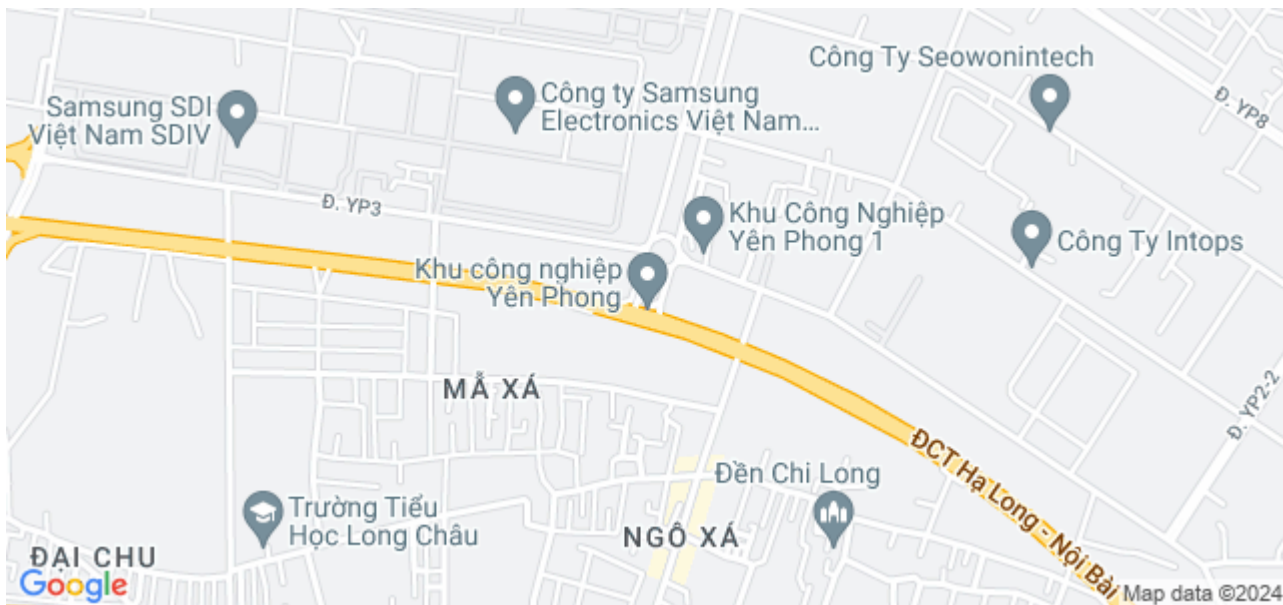 Công Ty Seowonintech
Samsung SDI
Việt Nam SDIV
Công ty Samsung
Electronics Việt Nam...
Đ. YP8
Đ. YP3
Khu Công Nghiệp
Yên Phong 1
Công Ty Intops
Khu công nghiệp
Yên Phong
MẪ XÁ
Đ. YP2-2
ĐCT Hạ Long - Nội Bài
Đền Chi Long
Trường Tiểu
Học Long Châu
NGÔ XÁ
ĐẠI CHU
Google
Map data ©2024